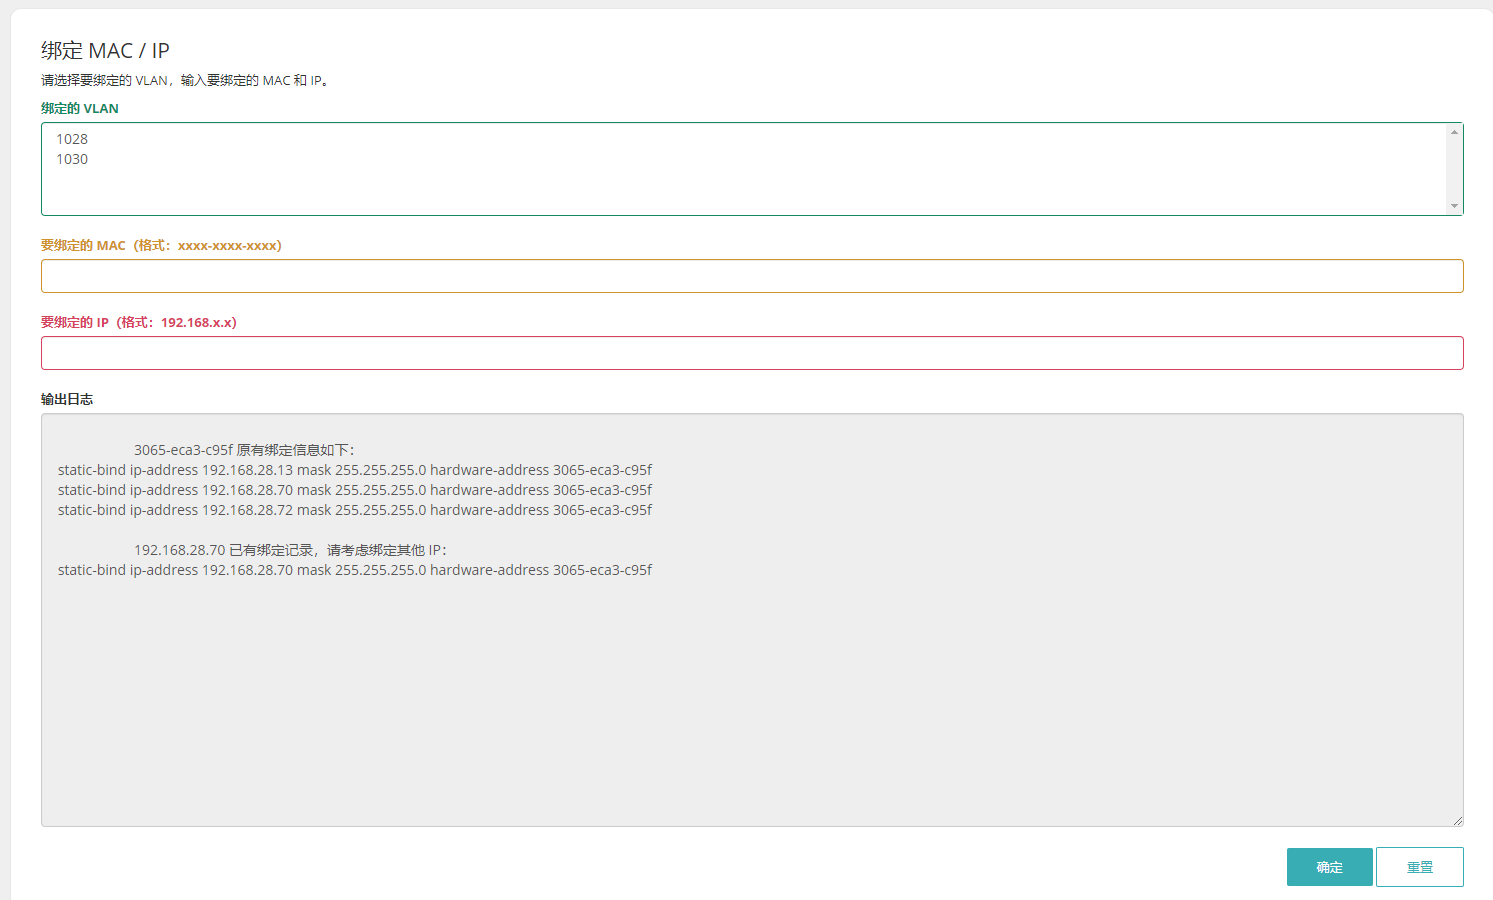 绑定 MAC / IP
请选择要绑定的 VLAN，输入要绑定的 MAC 和 IP。
绑定的 VLAN
1028
1030
要绑定的 MAC（格式：xxxx-xxxx-xxxx）
要绑定的 IP（格式：192.168.x.x）
输出日志
3065-eca3-c95f 原有绑定信息如下：
static-bind ip-address 192.168.28.13 mask 255.255.255.0 hardware-address 3065-eca3-c95f
static-bind ip-address 192.168.28.70 mask 255.255.255.0 hardware-address 3065-eca3-c95f
static-bind ip-address 192.168.28.72 mask 255.255.255.0 hardware-address 3065-eca3-c95f
192.168.28.70 已有绑定记录，请考虑绑定其他 IP：
static-bind ip-address 192.168.28.70 mask 255.255.255.0 hardware-address 3065-eca3-c95f
确定 重置